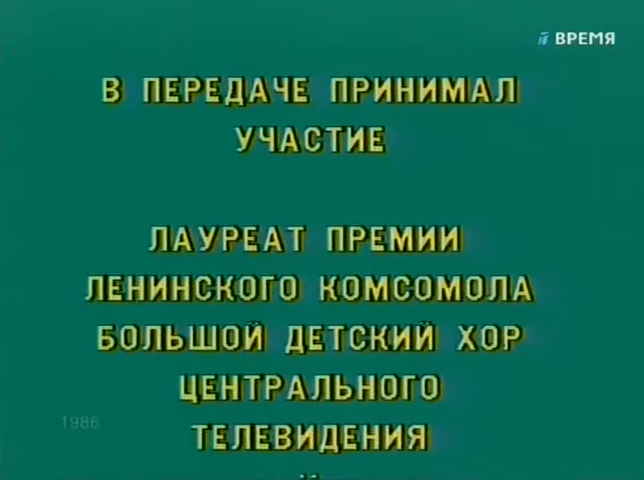 ВРЕМЯ
В ПЕРЕДАЧЕ ПРИНИМАЛ
УЧАСТИЕ
ЛАУРЕАТ ПРЕМИИ
ЛЕНИНСКОГО КОМСОМОЛА
БОЛЬШОЙ ДЕТСКИЙ ХОР
ЦЕНТРАЛЬНОГО
1986
ТЕЛЕВИДЕНИЯ